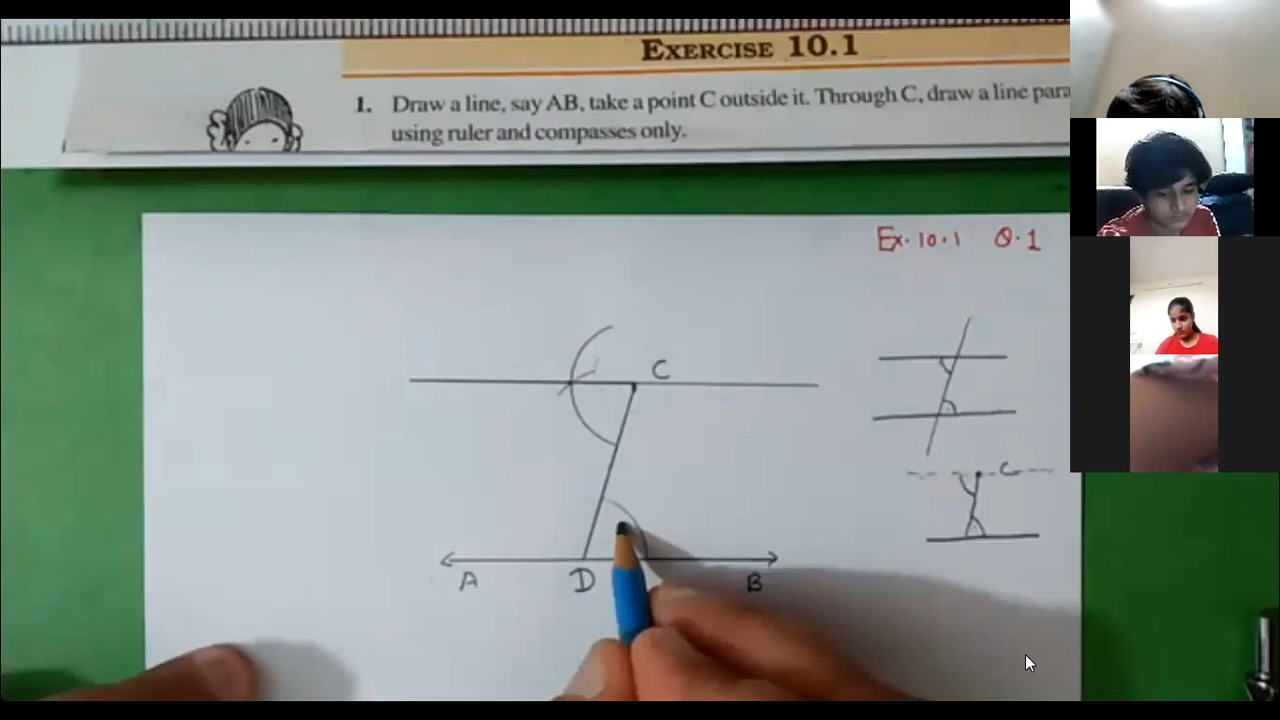 EXERCISE 10.1
1. Draw a line, say AB, take a point C outside it. Through C, draw a line para
using ruler and compasses only.
Ex. 10.1 Q.1
C
C
A D B